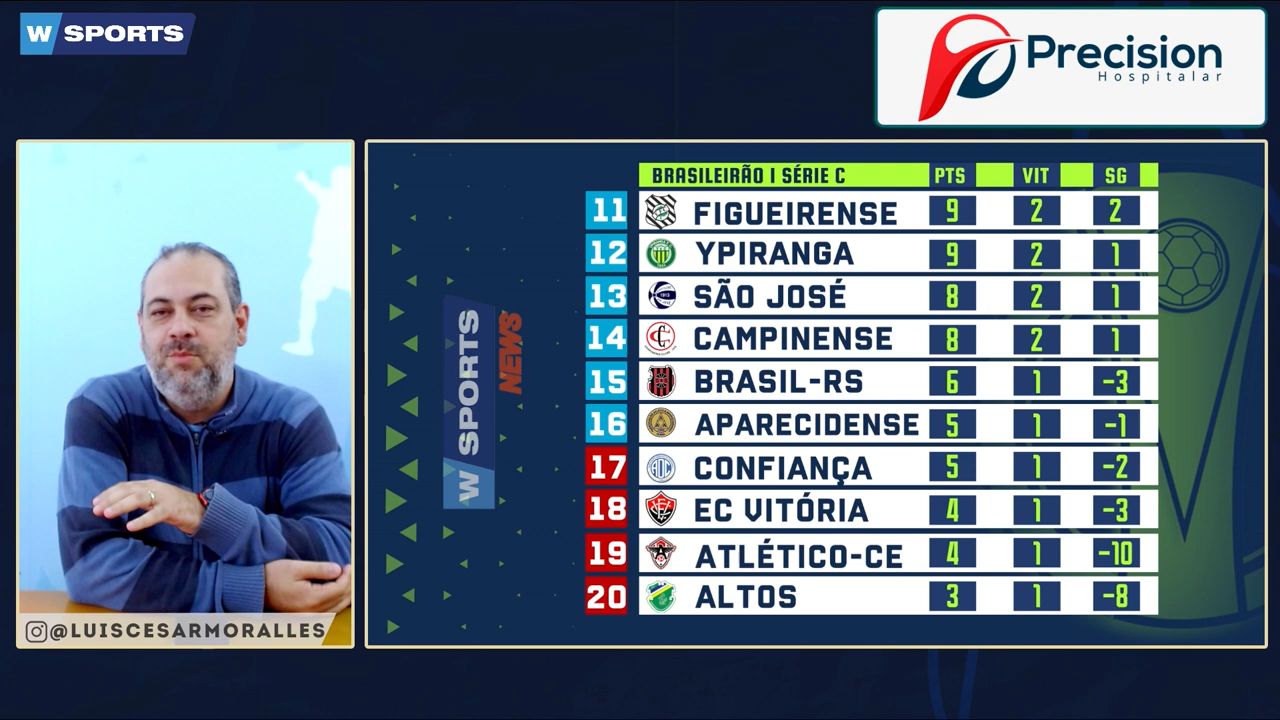 W SPORTS
Precision
Hospitalar
BRASILEIRÃO | SÉRIE C PTS VIT SG
11 FIGUEIRENSE 9 2 2
12 YPIRANGA 9 2 1
13 SÃO JOSÉ 8 2 1
14 CAMPINENSE 8 2 1
15 BRASIL-RS 6 1 -3
16 APARECIDENSE 5 1 -1
17 CONFIANÇA 5 1 -2
18 EC VITÓRIA 4 1 -3
19 ATLÉTICO-CE 4 1 -10
20 ALTOS 3 1 -8
W SPORTS
NEWS
@LUISCESARMORALLES